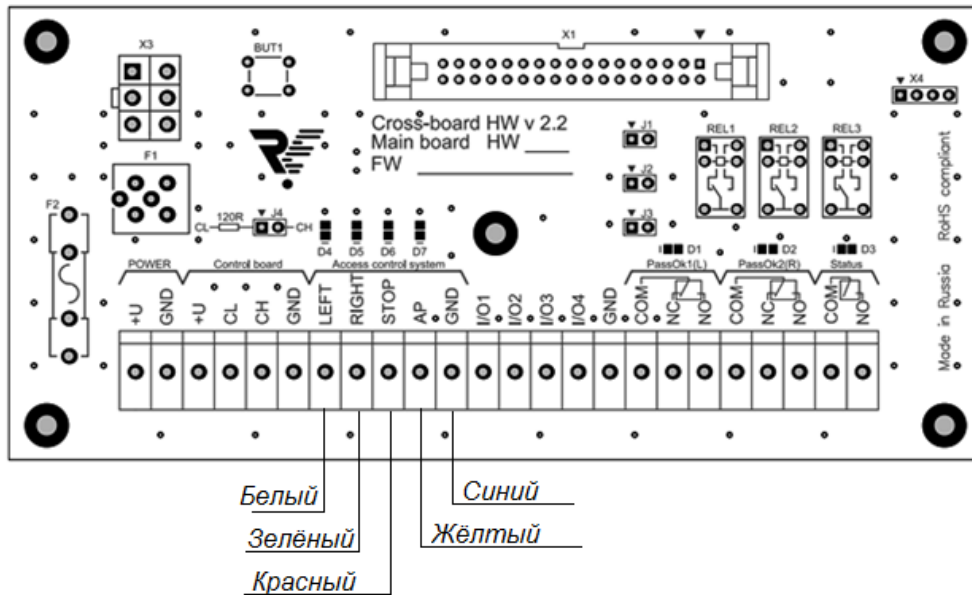 X3
BUT1
X1
X4
Cross-board HW v 2.2
Main board HW ____
FW ____________
J1
J2
J3
REL1 REL2 REL3
F1
F2
CL 120R J4 CH
D4 D5 D6 D7
D1 D2 D3
POWER Control board Access control system PassOk1(L) PassOk2(R) Status
+U GND +U CL CH GND LEFT RIGHT STOP AP GND I/O1 I/O2 I/O3 I/O4 GND COM NC NO COM NC NO COM NO
Made in Russia RoHS compliant
Белый Синий
Зелёный Жёлтый
Красный